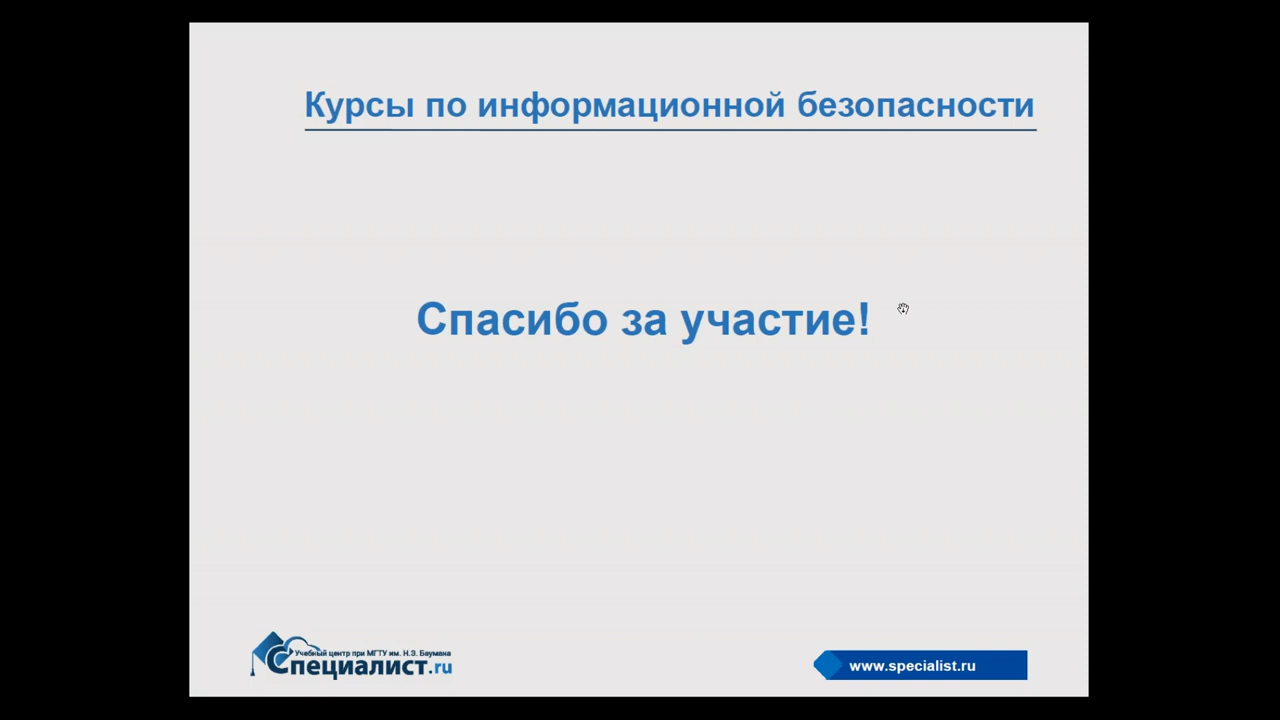 Курсы по информационной безопасности
Спасибо за участие!
Учебный центр при МГТУ им. Н.Э. Баумана
Специалист.ru
www.specialist.ru